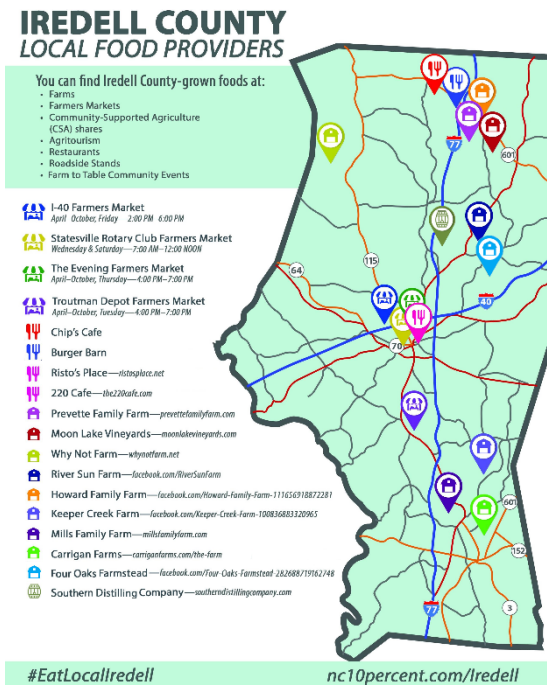 IREDELL COUNTY
LOCAL FOOD PROVIDERS
You can find Iredell County-grown foods at:
• Farms
• Farmers Markets
• Community-Supported Agriculture
(CSA) shares
• Agritourism
• Restaurants
• Roadside Stands
• Farm to Table Community Events
I-40 Farmers Market
April October, Friday 2:00 PM 6:00 PM
Statesville Rotary Club Farmers Market
Wednesday & Saturday—7:00 AM–12:00 NOON
The Evening Farmers Market
April–October, Thursday—4:00 PM–7:00 PM
Troutman Depot Farmers Market
April–October, Tuesday—4:00 PM–7:00 PM
Chip's Cafe
Burger Barn
Risto's Place—ristosplace.net
220 Cafe—the220cafe.com
Prevette Family Farm—prevettefamilyfarm.com
Moon Lake Vineyards—moonlakevineyards.com
Why Not Farm—whynotfarm.net
River Sun Farm—facebook.com/RiverSunFarm
Howard Family Farm—facebook.com/Howard-Family-Farm-111656918872281
Keeper Creek Farm—facebook.com/Keeper-Creek-Farm-100836883320965
Mills Family Farm—millsfamilyfarm.com
Carrigan Farms—carriganfarms.com/the-farm
Four Oaks Farmstead—facebook.com/Four-Oaks-Farmstead-282688719162748
Southern Distilling Company—southerndistillingcompany.com
77
601
115
64
40
70
601
152
77
3
#EatLocalIredell
nc10percent.com/Iredell